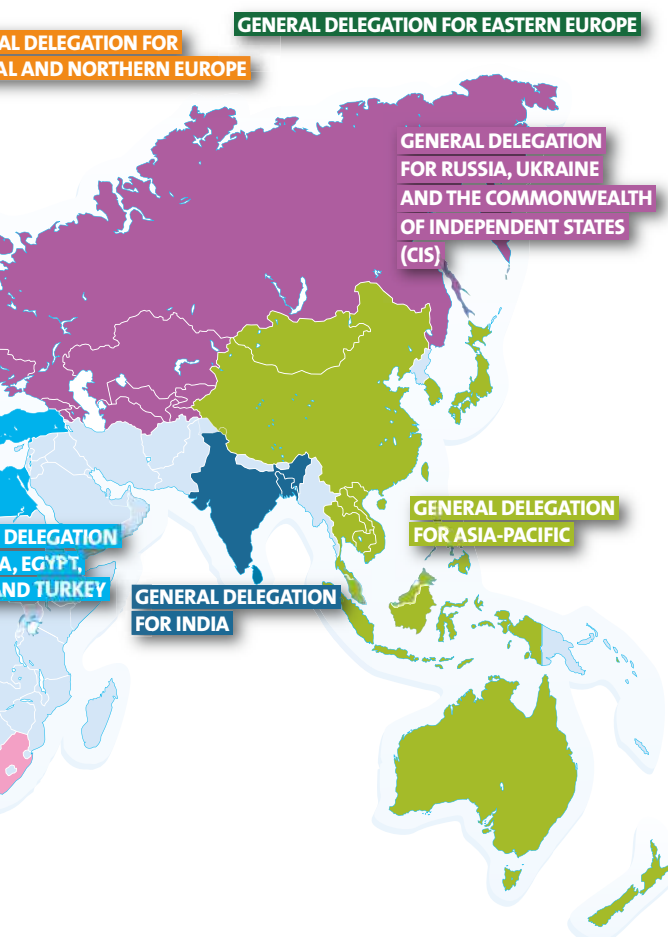 GENERAL DELEGATION FOR EASTERN EUROPE
AL DELEGATION FOR
AL AND NORTHERN EUROPE
GENERAL DELEGATION
FOR RUSSIA, UKRAINE
AND THE COMMONWEALTH
OF INDEPENDENT STATES
(CIS)
GENERAL DELEGATION
FOR ASIA-PACIFIC
DELEGATION
A, EGYPT,
AND TURKEY
GENERAL DELEGATION
FOR INDIA